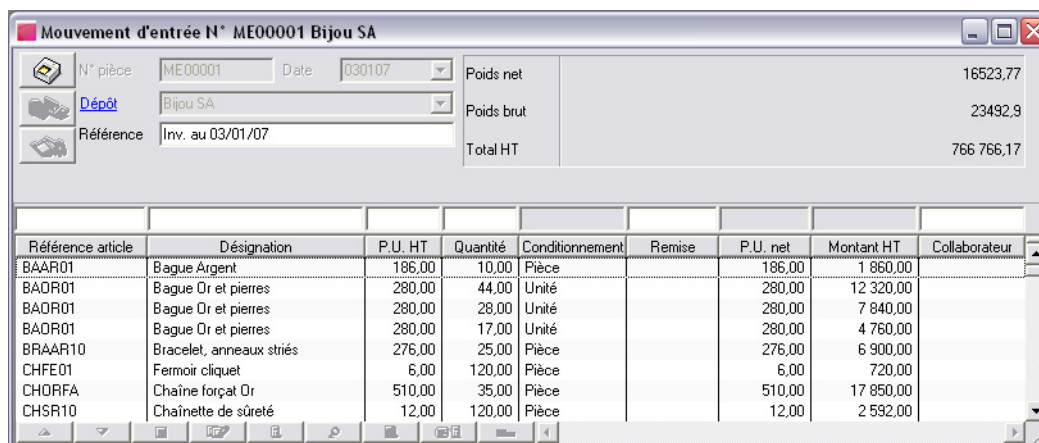 Mouvement d'entrée N° ME00001 Bijou SA
N° pièce ME00001 Date 030107
Dépôt Bijou SA
Référence Inv. au 03/01/07
Poids net 16523,77
Poids brut 23492,9
Total HT 766 766,17
Référence article Désignation P.U. HT Quantité Conditionnement Remise P.U. net Montant HT Collaborateur
BAAR01 Bague Argent 186,00 10,00 Pièce 186,00 1 860,00
BAOR01 Bague Or et pierres 280,00 44,00 Unité 280,00 12 320,00
BAOR01 Bague Or et pierres 280,00 28,00 Unité 280,00 7 840,00
BAOR01 Bague Or et pierres 280,00 17,00 Unité 280,00 4 760,00
BRAAR10 Bracelet, anneaux striés 276,00 25,00 Pièce 276,00 6 900,00
CHFE01 Fermoir cliquet 6,00 120,00 Pièce 6,00 720,00
CHORFA Chaîne forçat Or 510,00 35,00 Pièce 510,00 17 850,00
CHSR10 Chaînette de sûreté 12,00 120,00 Pièce 12,00 2 592,00